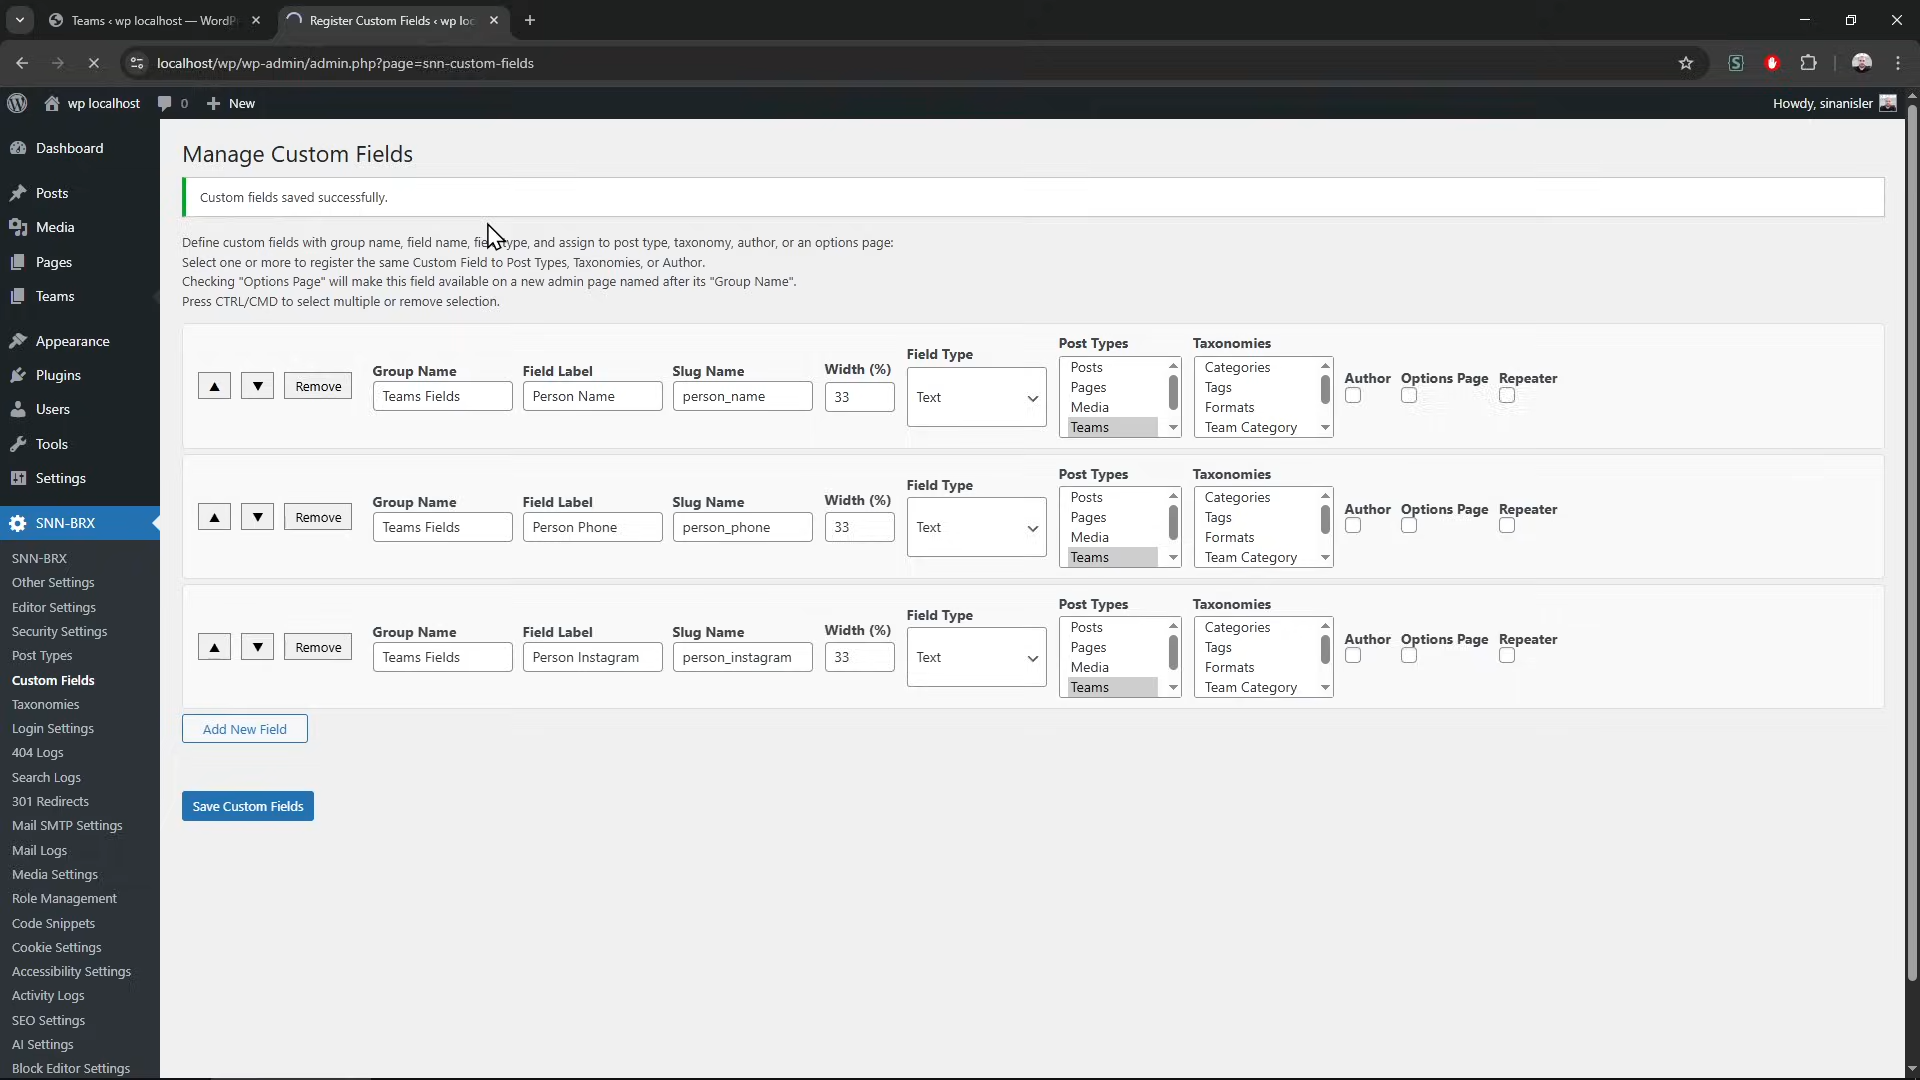 Teams ‹ wp localhost — WordP
Register Custom Fields ‹ wp loc
localhost/wp/wp-admin/admin.php?page=snn-custom-fields
wp localhost
0
New
Howdy, sinanisler
Dashboard
Posts
Media
Pages
Teams
Appearance
Plugins
Users
Tools
Settings
SNN-BRX
SNN-BRX
Other Settings
Editor Settings
Security Settings
Post Types
Custom Fields
Taxonomies
Login Settings
404 Logs
Search Logs
301 Redirects
Mail SMTP Settings
Mail Logs
Media Settings
Role Management
Code Snippets
Cookie Settings
Accessibility Settings
Activity Logs
SEO Settings
AI Settings
Block Editor Settings
Manage Custom Fields
Custom fields saved successfully.
Define custom fields with group name, field name, field type, and assign to post type, taxonomy, author, or an options page:
Select one or more to register the same Custom Field to Post Types, Taxonomies, or Author.
Checking "Options Page" will make this field available on a new admin page named after its "Group Name".
Press CTRL/CMD to select multiple or remove selection.
▲ ▼ Remove
Group Name
Teams Fields
Field Label
Person Name
Slug Name
person_name
Width (%)
33
Field Type
Text
Post Types
Posts
Pages
Media
Teams
Taxonomies
Categories
Tags
Formats
Team Category
Author
Options Page
Repeater
▲ ▼ Remove
Group Name
Teams Fields
Field Label
Person Phone
Slug Name
person_phone
Width (%)
33
Field Type
Text
Post Types
Posts
Pages
Media
Teams
Taxonomies
Categories
Tags
Formats
Team Category
Author
Options Page
Repeater
▲ ▼ Remove
Group Name
Teams Fields
Field Label
Person Instagram
Slug Name
person_instagram
Width (%)
33
Field Type
Text
Post Types
Posts
Pages
Media
Teams
Taxonomies
Categories
Tags
Formats
Team Category
Author
Options Page
Repeater
Add New Field
Save Custom Fields